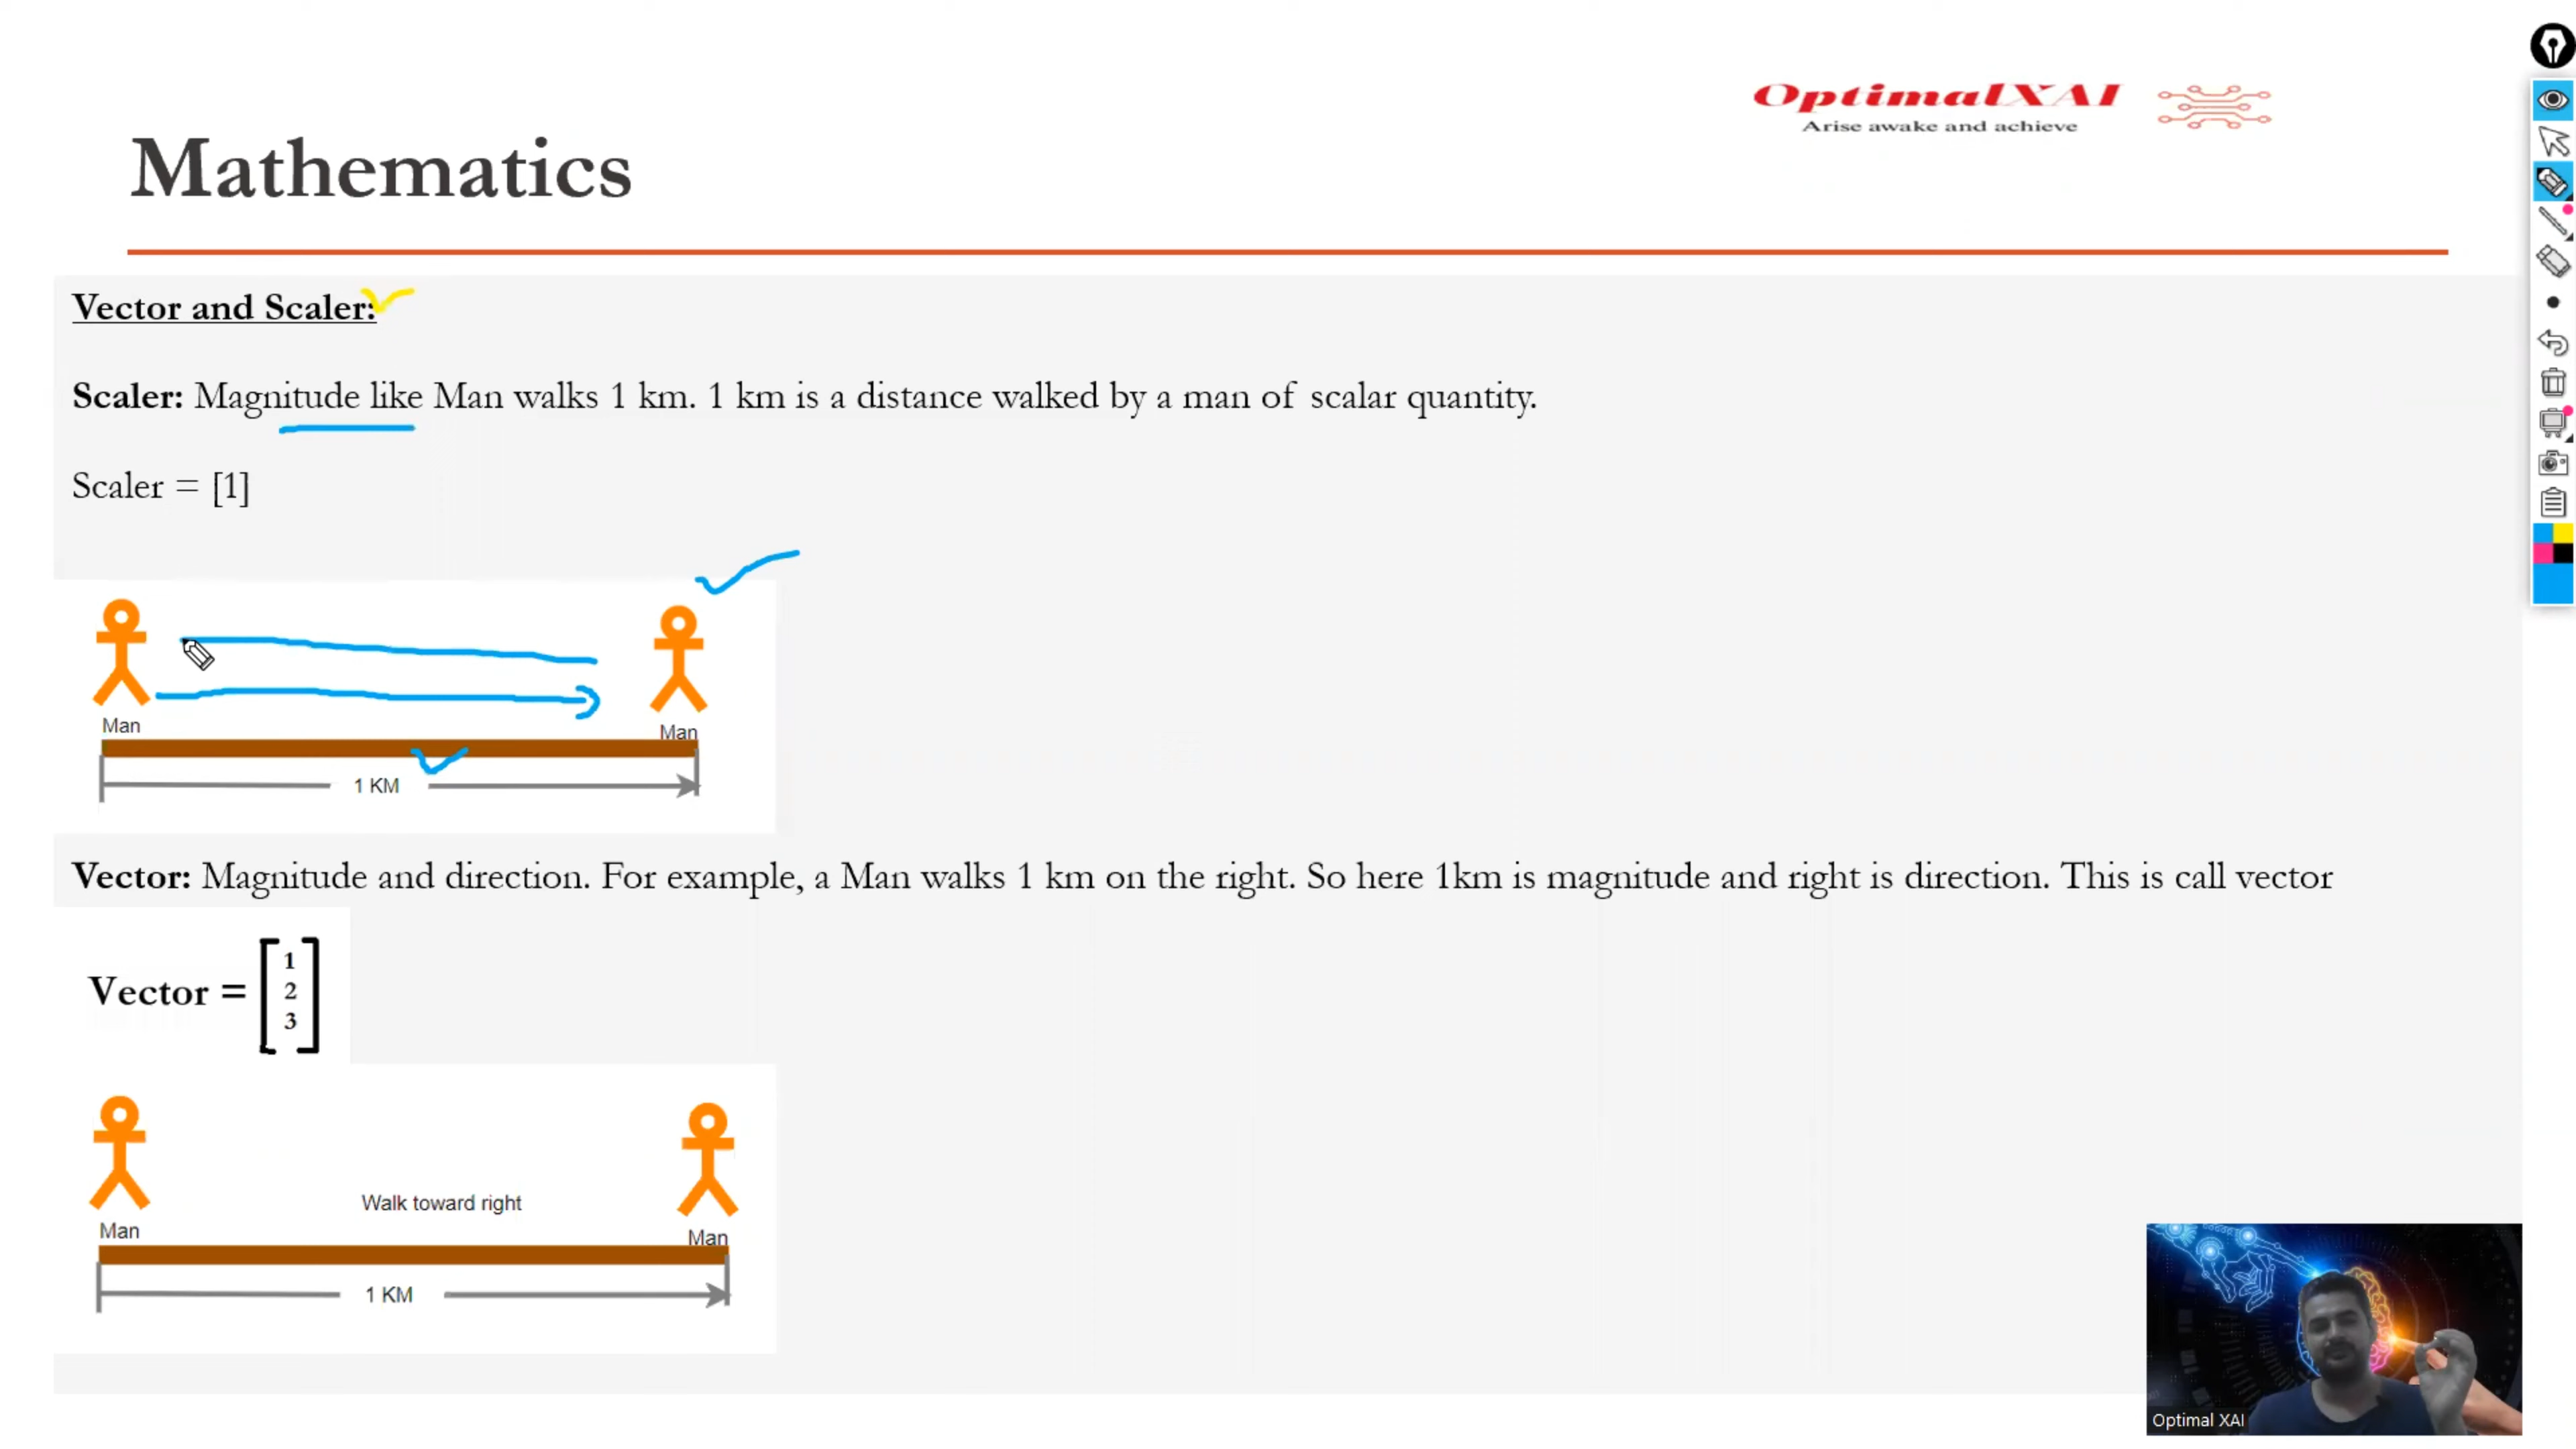 OptimalXAI
Arise awake and achieve
Mathematics
Vector and Scaler:
Scaler: Magnitude like Man walks 1 km. 1 km is a distance walked by a man of scalar quantity.
Scaler = [1]
Man
Man
1 KM
Vector: Magnitude and direction. For example, a Man walks 1 km on the right. So here 1km is magnitude and right is direction. This is call vector
1
Vector = 2
3
Walk toward right
Man
Man
1 KM
Optimal XAI